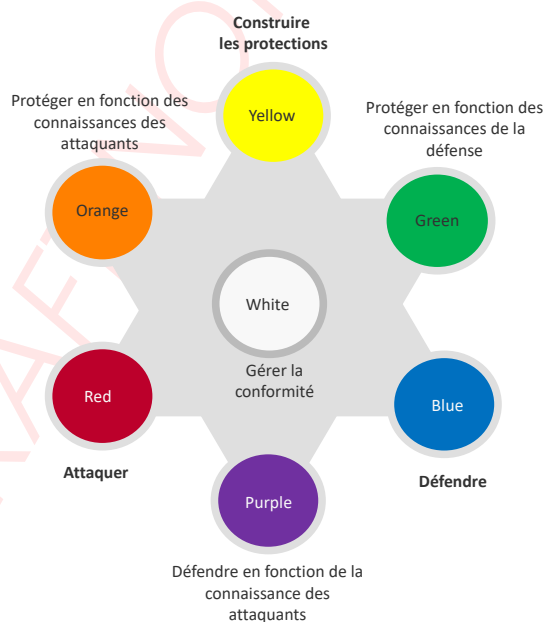 Construire
les protections
Yellow
Protéger en fonction des
connaissances des
attaquants
Protéger en fonction des
connaissances de la
défense
Orange
Green
White
Gérer la
conformité
Red
Blue
Attaquer
Défendre
Purple
Défendre en fonction de la
connaissance des
attaquants